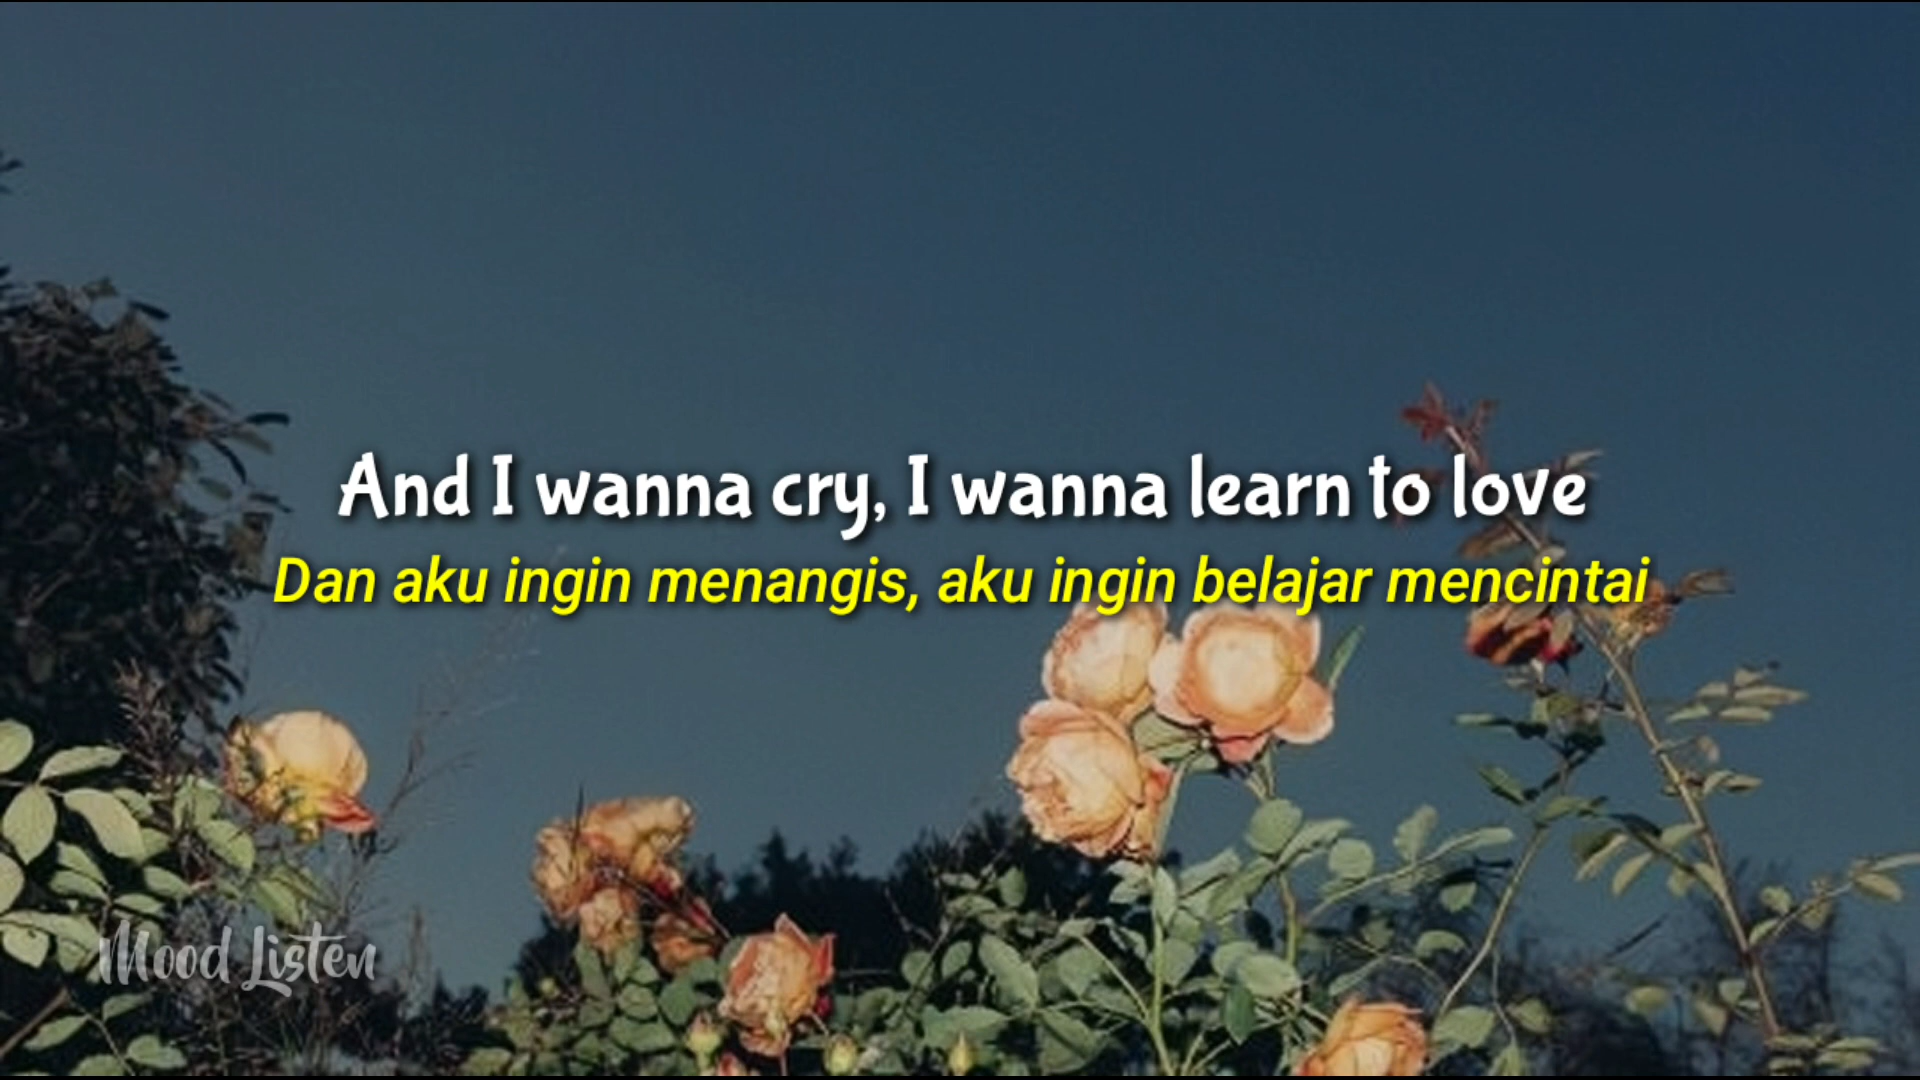 And I wanna cry, I wanna learn to love
Dan aku ingin menangis, aku ingin belajar mencintai
Mood Listen